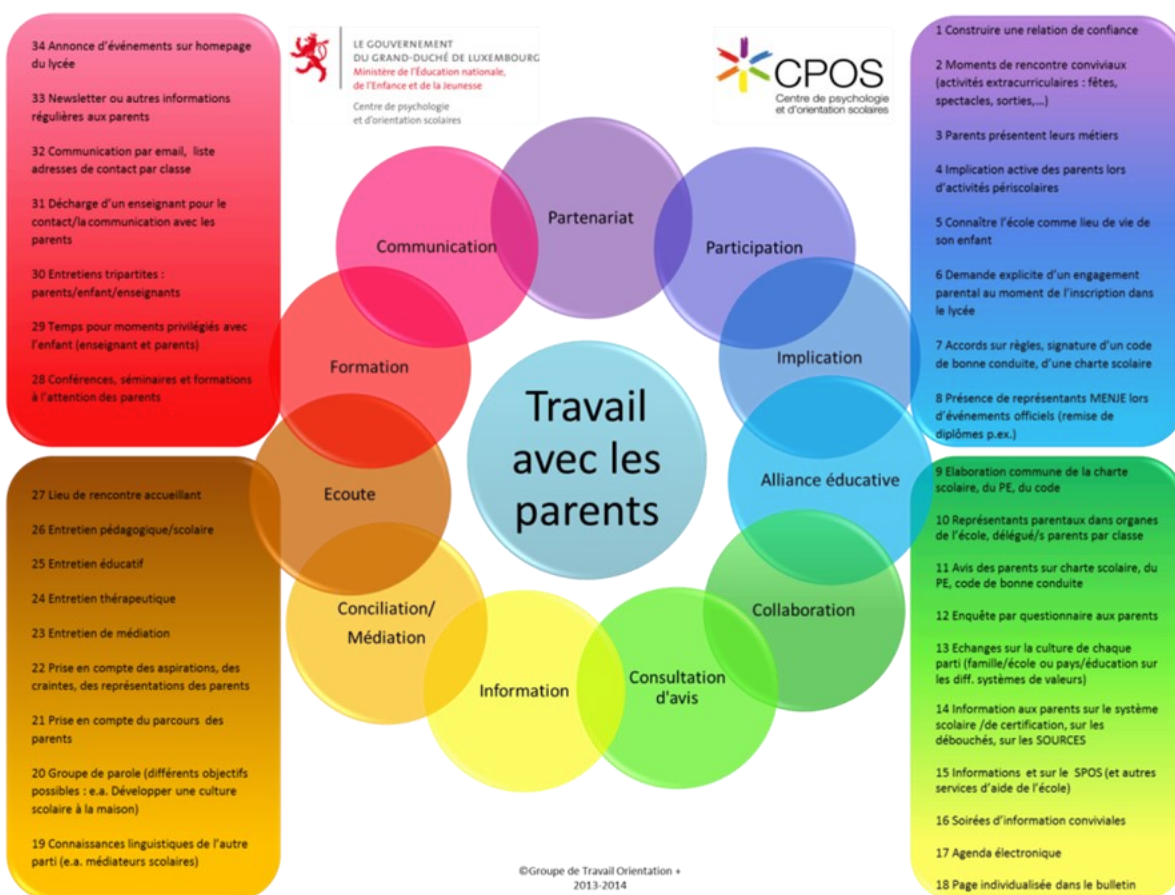 34 Annonce d'événements sur homepage
du lycée
33 Newsletter ou autres informations
régulières aux parents
32 Communication par email, liste
adresses de contact par classe
31 Décharge d'un enseignant pour le
contact/la communication avec les
parents
30 Entretiens tripartites :
parents/enfant/enseignants
29 Temps pour moments privilégiés avec
l'enfant (enseignant et parents)
28 Conférences, séminaires et formations
à l'attention des parents
27 Lieu de rencontre accueillant
26 Entretien pédagogique/scolaire
25 Entretien éducatif
24 Entretien thérapeutique
23 Entretien de médiation
22 Prise en compte des aspirations, des
craintes, des représentations des parents
21 Prise en compte du parcours des
parents
20 Groupe de parole (différents objectifs
possibles : e.a. Développer une culture
scolaire à la maison)
19 Connaissances linguistiques de l'autre
parti (e.a. médiateurs scolaires)
LE GOUVERNEMENT
DU GRAND-DUCHÉ DE LUXEMBOURG
Ministère de l'Éducation nationale,
de l'Enfance et de la Jeunesse
Centre de psychologie
et d'orientation scolaires
CPOS
Centre de psychologie
et d'orientation scolaires
Partenariat
Participation
Implication
Alliance éducative
Collaboration
Consultation
d'avis
Information
Conciliation/
Médiation
Ecoute
Formation
Communication
Travail
avec les
parents
©Groupe de Travail Orientation +
2013-2014
1 Construire une relation de confiance
2 Moments de rencontre conviviaux
(activités extracurriculaires : fêtes,
spectacles, sorties,...)
3 Parents présentent leurs métiers
4 Implication active des parents lors
d'activités périscolaires
5 Connaître l'école comme lieu de vie de
son enfant
6 Demande explicite d'un engagement
parental au moment de l'inscription dans
le lycée
7 Accords sur règles, signature d'un code
de bonne conduite, d'une charte scolaire
8 Présence de représentants MENJE lors
d'événements officiels (remise de
diplômes p.ex.)
9 Elaboration commune de la charte
scolaire, du PE, du code
10 Représentants parentaux dans organes
de l'école, délégué/s parents par classe
11 Avis des parents sur charte scolaire, du
PE, code de bonne conduite
12 Enquête par questionnaire aux parents
13 Echanges sur la culture de chaque
parti (famille/école ou pays/éducation sur
les diff. systèmes de valeurs)
14 Information aux parents sur le système
scolaire /de certification, sur les
débouchés, sur les SOURCES
15 Informations et sur le SPOS (et autres
services d'aide de l'école)
16 Soirées d'information conviviales
17 Agenda électronique
18 Page individualisée dans le bulletin